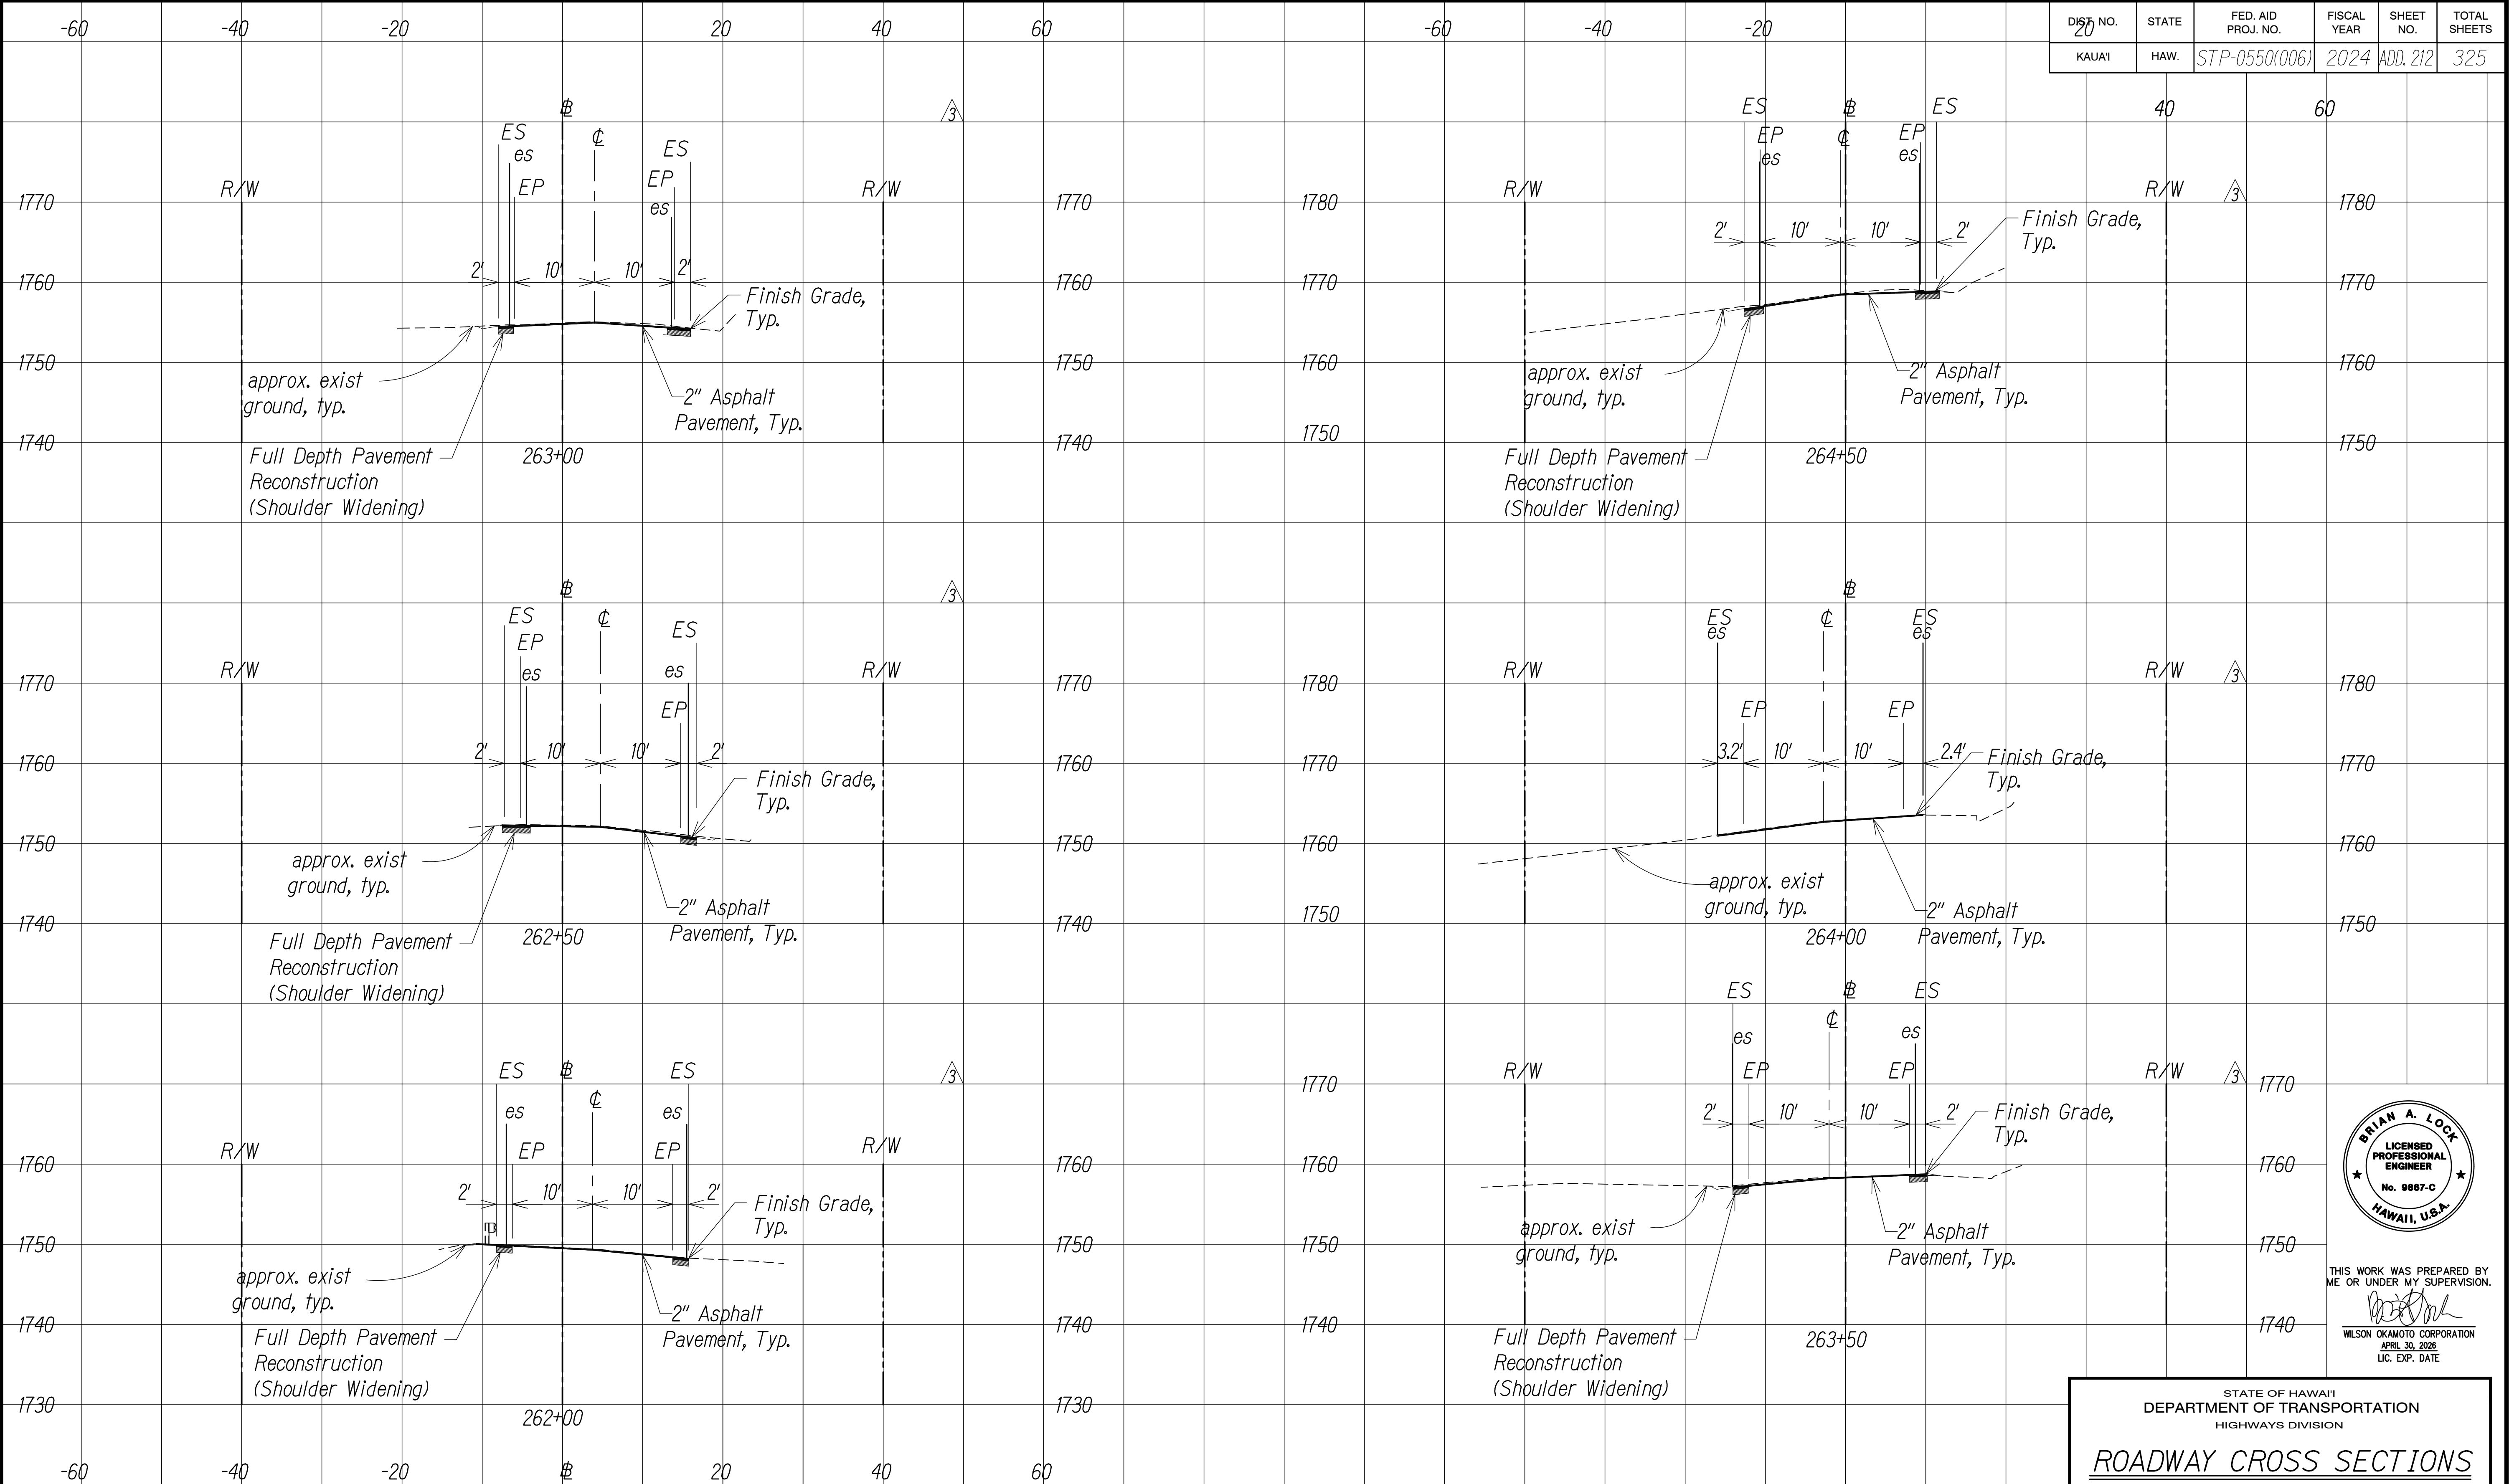 -60
-40
-20
20
40
60
-60
-40
-20
20
40
60
DIST. NO.
STATE
FED. AID
PROJ. NO.
FISCAL
YEAR
SHEET
NO.
TOTAL
SHEETS
KAUA'I
HAW.
STP-0550(006)
2024
ADD. 212
325
ES
es
EP
℄
EP
ES
es
3
R/W
R/W
1770
1770
2'
10'
10'
2'
1760
1760
Finish Grade,
Typ.
1750
1750
approx. exist
ground, typ.
2" Asphalt
Pavement, Typ.
1740
1740
Full Depth Pavement
Reconstruction
(Shoulder Widening)
263+00
ES
EP
es
℄
EP
es
ES
R/W
R/W
3
1780
1780
2'
10'
10'
2'
Finish Grade,
Typ.
1770
1770
1760
1760
approx. exist
ground, typ.
2" Asphalt
Pavement, Typ.
1750
1750
Full Depth Pavement
Reconstruction
(Shoulder Widening)
264+50
3
ES
EP
es
℄
ES
es
EP
R/W
R/W
1770
1770
2'
10'
10'
2'
1760
1760
Finish Grade,
Typ.
1750
1750
approx. exist
ground, typ.
2" Asphalt
Pavement, Typ.
1740
1740
Full Depth Pavement
Reconstruction
(Shoulder Widening)
262+50
ES
es
℄
ES
es
R/W
R/W
3
1780
1780
EP
EP
3.2'
10'
10'
2.4'
Finish Grade,
Typ.
1770
1770
1760
1760
approx. exist
ground, typ.
2" Asphalt
Pavement, Typ.
1750
1750
264+00
3
ES
es
EP
℄
ES
es
EP
R/W
R/W
1760
1760
2'
10'
10'
2'
Finish Grade,
Typ.
1750
1750
approx. exist
ground, typ.
2" Asphalt
Pavement, Typ.
1740
1740
Full Depth Pavement
Reconstruction
(Shoulder Widening)
1730
1730
262+00
ES
es
EP
℄
ES
es
EP
R/W
R/W
3
1770
1770
2'
10'
10'
2'
Finish Grade,
Typ.
1760
1760
1750
1750
approx. exist
ground, typ.
2" Asphalt
Pavement, Typ.
1740
1740
Full Depth Pavement
Reconstruction
(Shoulder Widening)
263+50
1730
-60
-40
-20
20
40
60
BRIAN A. LOCK
LICENSED
PROFESSIONAL
ENGINEER
No. 9867-C
HAWAII, U.S.A.
THIS WORK WAS PREPARED BY
ME OR UNDER MY SUPERVISION.
WILSON OKAMOTO CORPORATION
APRIL 30, 2026
LIC. EXP. DATE
STATE OF HAWAI'I
DEPARTMENT OF TRANSPORTATION
HIGHWAYS DIVISION
ROADWAY CROSS SECTIONS